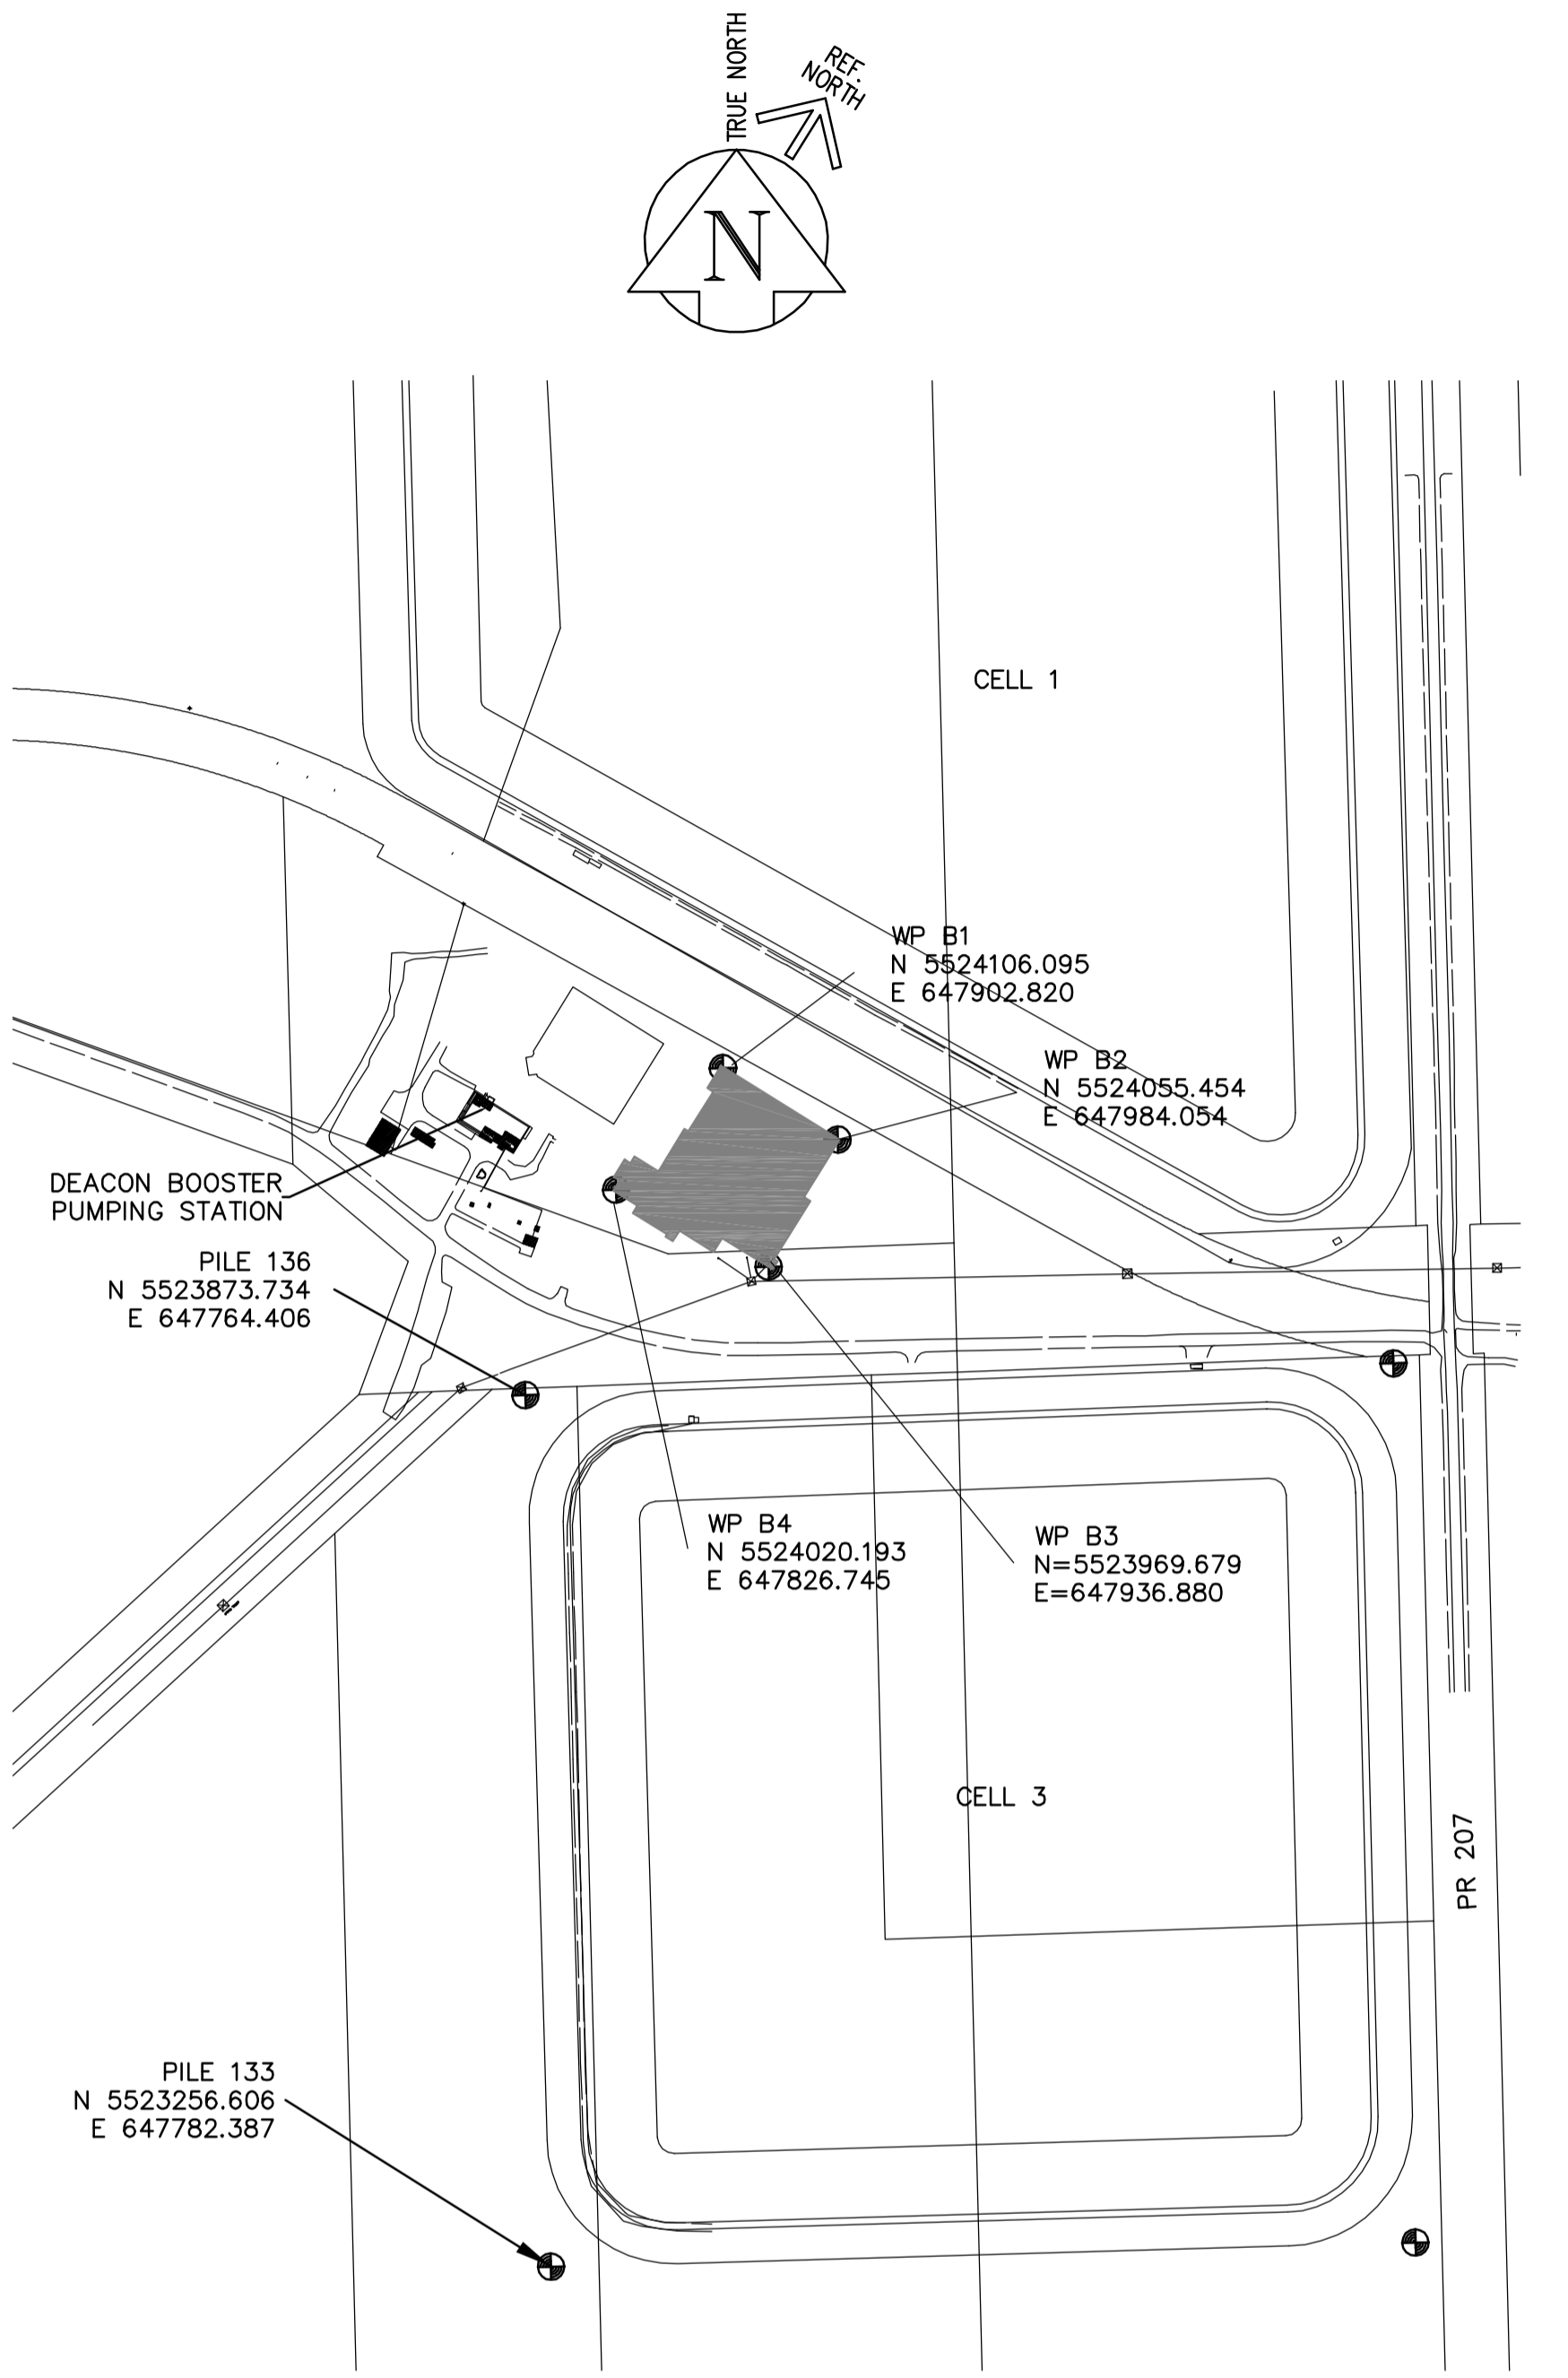 TRUE NORTH
REF.
NORTH
N
CELL 1
WP B1
N 5524106.095
E 647902.820
WP B2
N 5524055.454
E 647984.054
DEACON BOOSTER
PUMPING STATION
PILE 136
N 5523873.734
E 647764.406
WP B4
N 5524020.193
E 647826.745
WP B3
N=5523969.679
E=647936.880
CELL 3
PR 207
PILE 133
N 5523256.606
E 647782.387